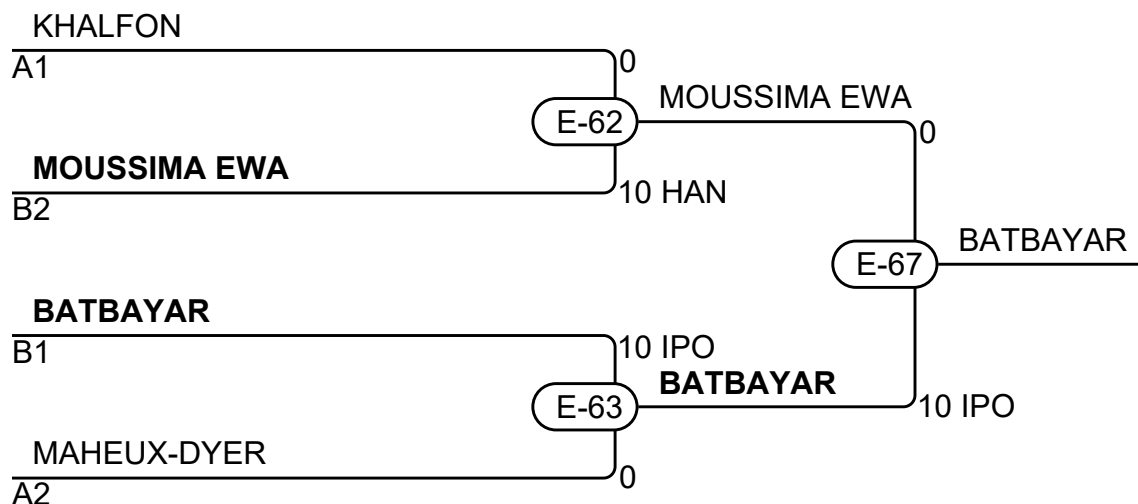 KHALFON
A1
0
E-62
MOUSSIMA EWA
0
MOUSSIMA EWA
B2
10 HAN
E-67
BATBAYAR
BATBAYAR
B1
10 IPO
BATBAYAR
E-63
10 IPO
MAHEUX-DYER
A2
0